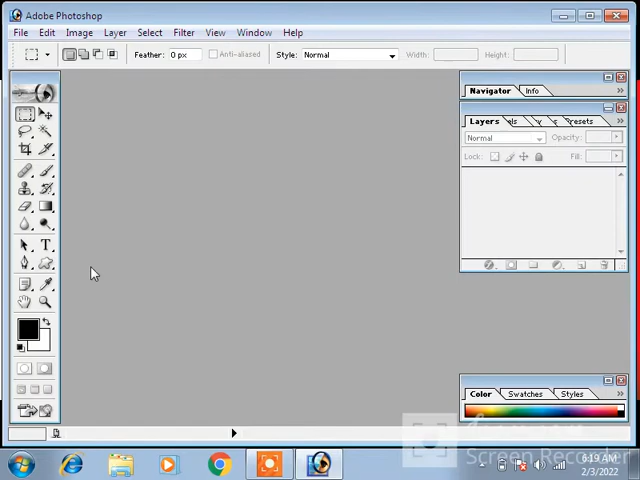 Adobe Photoshop
File Edit Image Layer Select Filter View Window Help
Feather: 0 px Anti-aliased Style: Normal Width: Height:
Navigator Info
Layers els Presets
Normal Opacity:
Lock: Fill:
Color Swatches Styles
Screen Recorder
6:19 AM
2/3/2022